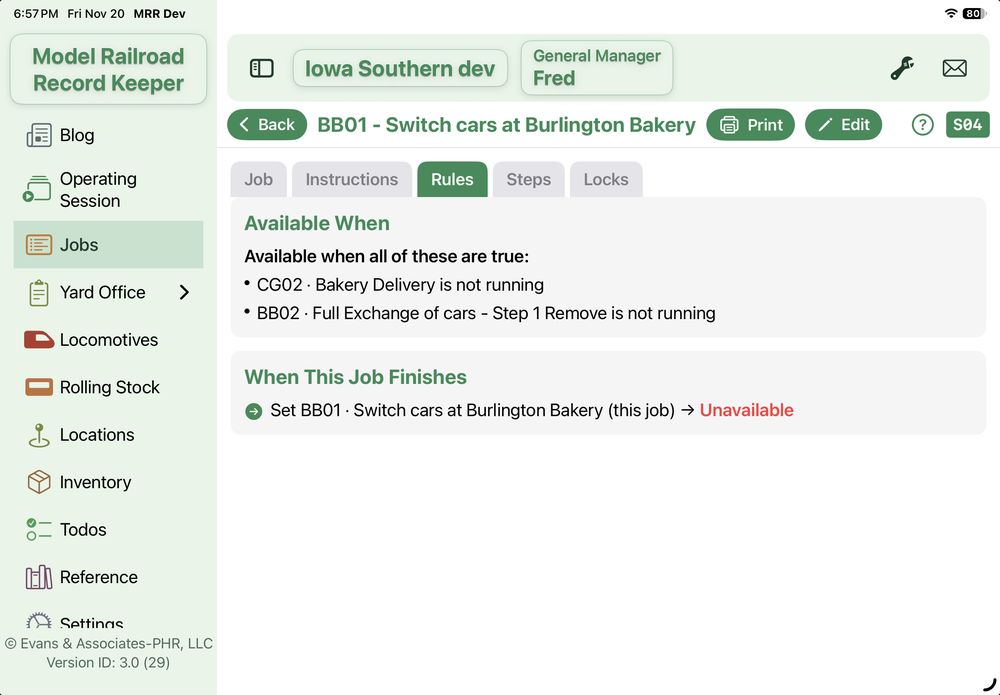 6:57 PM Fri Nov 20 MRR Dev
80
Model Railroad
Record Keeper
Blog
Operating
Session
Jobs
Yard Office
Locomotives
Rolling Stock
Locations
Inventory
Todos
Reference
Settings
© Evans & Associates-PHR, LLC
Version ID: 3.0 (29)
Iowa Southern dev
General Manager
Fred
Back
BB01 - Switch cars at Burlington Bakery
Print
Edit
?
S04
Job
Instructions
Rules
Steps
Locks
Available When
Available when all of these are true:
• CG02 · Bakery Delivery is not running
• BB02 · Full Exchange of cars - Step 1 Remove is not running
When This Job Finishes
Set BB01 · Switch cars at Burlington Bakery (this job) → Unavailable